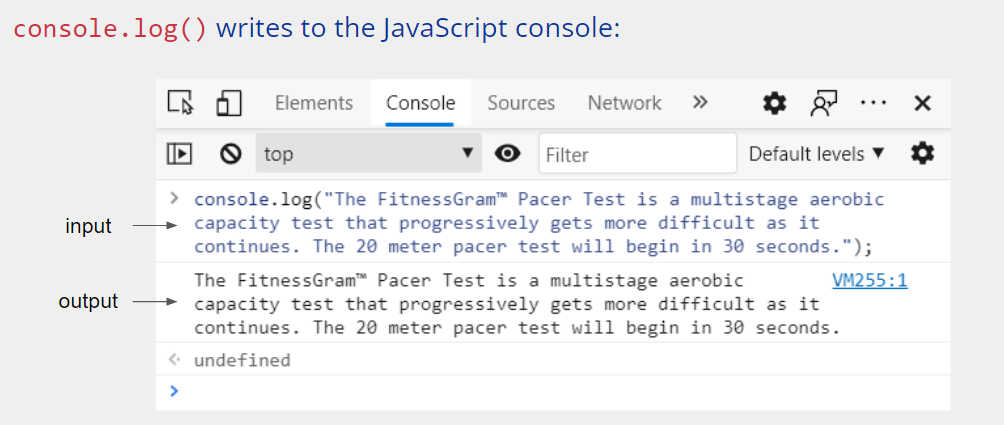 console.log() writes to the JavaScript console:
Elements Console Sources Network »
top Filter Default levels ▼
> console.log("The FitnessGram™ Pacer Test is a multistage aerobic
input capacity test that progressively gets more difficult as it
continues. The 20 meter pacer test will begin in 30 seconds.");
The FitnessGram™ Pacer Test is a multistage aerobic VM255:1
output capacity test that progressively gets more difficult as it
continues. The 20 meter pacer test will begin in 30 seconds.
undefined
>